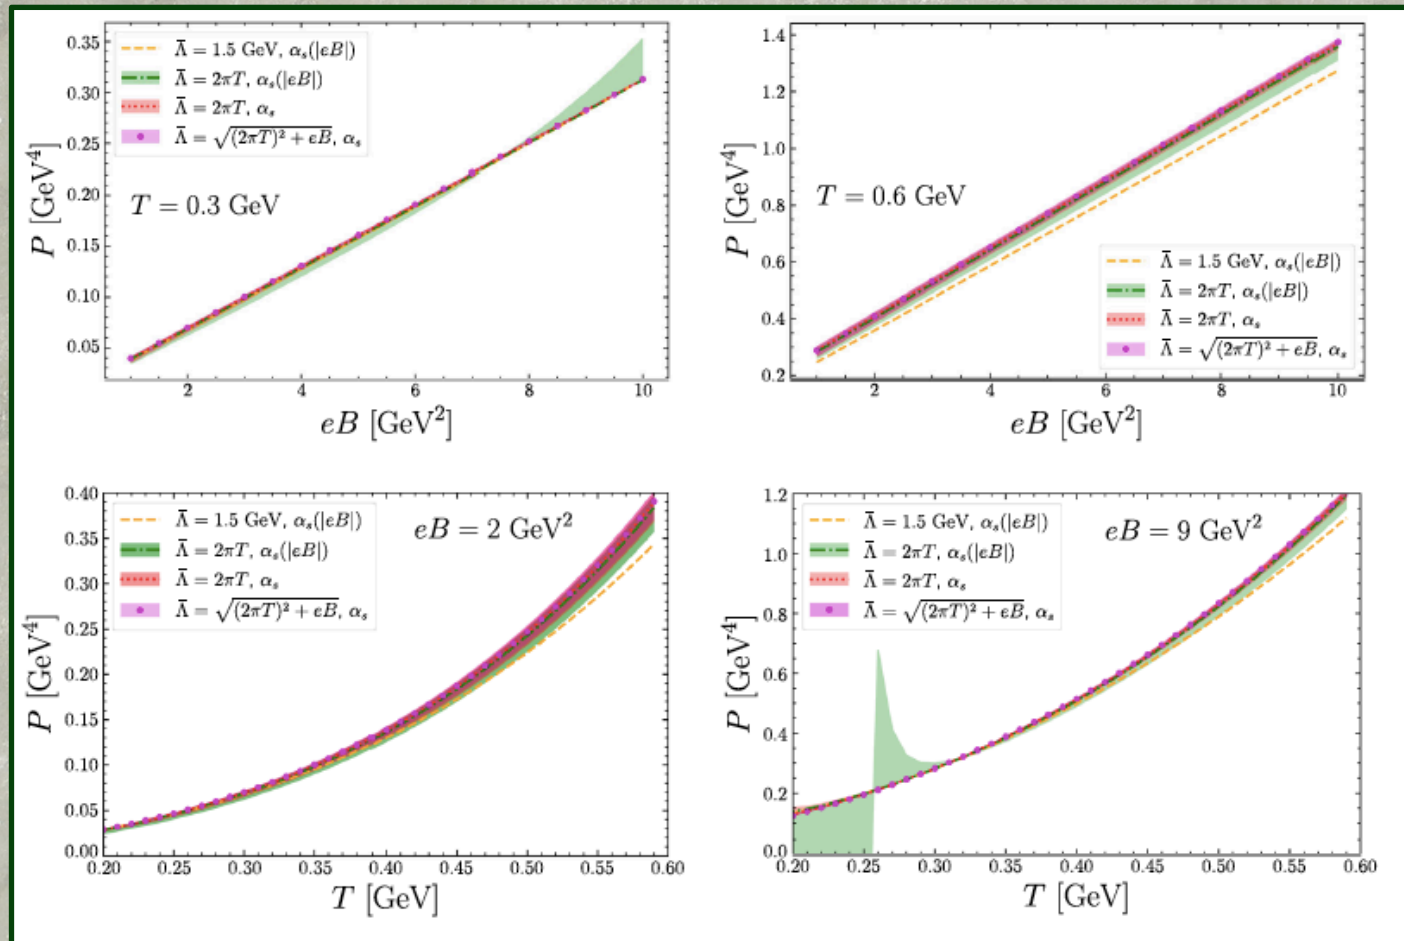 0.35
0.30
0.25
0.20
0.15
0.10
0.05
P [GeV⁴]
Λ̄ = 1.5 GeV, αₛ(|eB|)
Λ̄ = 2πT, αₛ(|eB|)
Λ̄ = 2πT, αₛ
Λ̄ = √((2πT)² + eB), αₛ
T = 0.3 GeV
2 4 6 8 10
eB [GeV²]
1.4
1.2
1.0
0.8
0.6
0.4
0.2
P [GeV⁴]
T = 0.6 GeV
Λ̄ = 1.5 GeV, αₛ(|eB|)
Λ̄ = 2πT, αₛ(|eB|)
Λ̄ = 2πT, αₛ
Λ̄ = √((2πT)² + eB), αₛ
2 4 6 8 10
eB [GeV²]
0.40
0.35
0.30
0.25
0.20
0.15
0.10
0.05
0.00
P [GeV⁴]
Λ̄ = 1.5 GeV, αₛ(|eB|)
Λ̄ = 2πT, αₛ(|eB|)
Λ̄ = 2πT, αₛ
Λ̄ = √((2πT)² + eB), αₛ
eB = 2 GeV²
0.20 0.25 0.30 0.35 0.40 0.45 0.50 0.55 0.60
T [GeV]
1.2
1.0
0.8
0.6
0.4
0.2
0.0
P [GeV⁴]
Λ̄ = 1.5 GeV, αₛ(|eB|)
Λ̄ = 2πT, αₛ(|eB|)
Λ̄ = 2πT, αₛ
Λ̄ = √((2πT)² + eB), αₛ
eB = 9 GeV²
0.20 0.25 0.30 0.35 0.40 0.45 0.50 0.55 0.60
T [GeV]